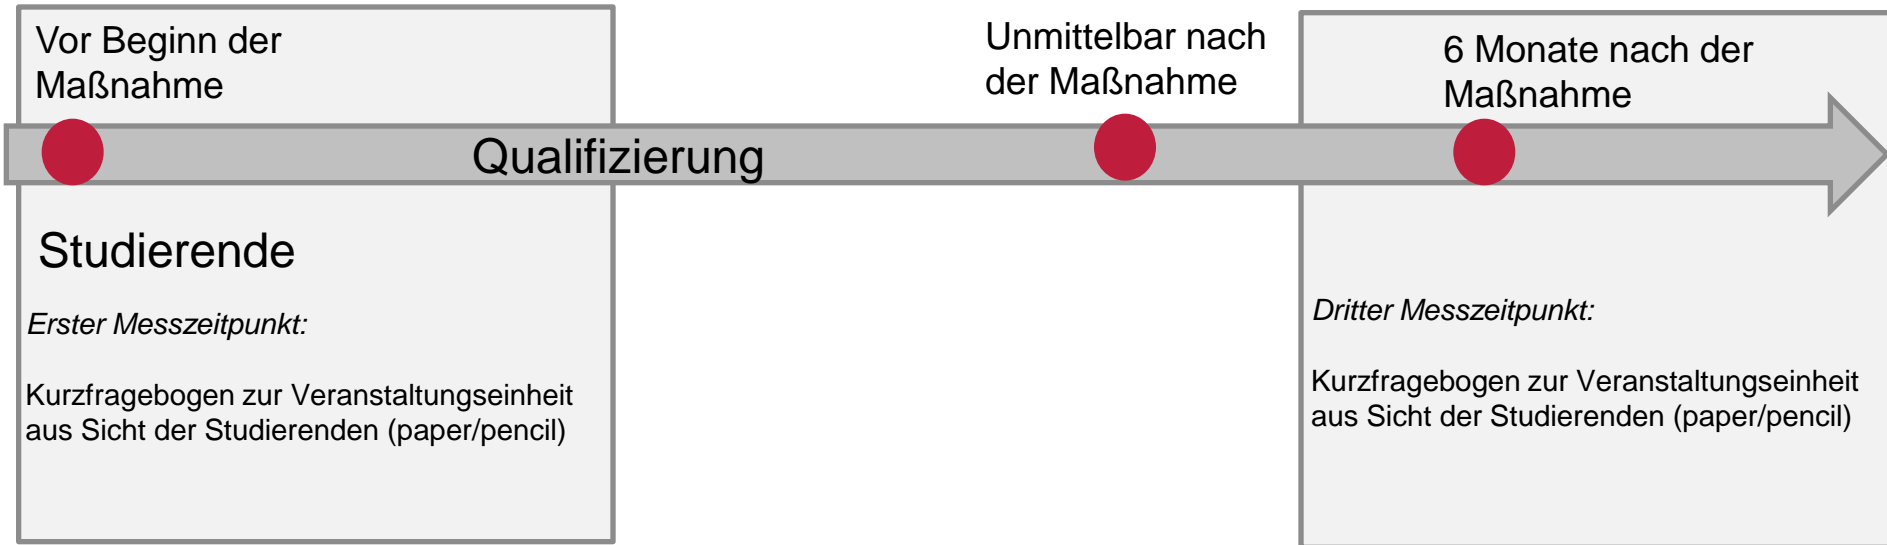 Vor Beginn der
Maßnahme
Unmittelbar nach
der Maßnahme
6 Monate nach der
Maßnahme
Qualifizierung
Studierende
Erster Messzeitpunkt:
Kurzfragebogen zur Veranstaltungseinheit
aus Sicht der Studierenden (paper/pencil)
Dritter Messzeitpunkt:
Kurzfragebogen zur Veranstaltungseinheit
aus Sicht der Studierenden (paper/pencil)